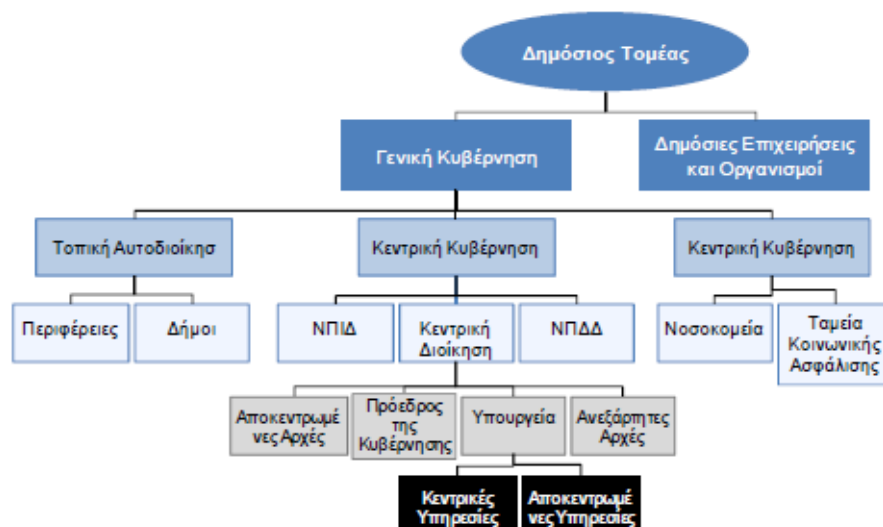 Δημόσιος Τομέας
Γενική Κυβέρνηση
Δημόσιες Επιχειρήσεις
και Οργανισμοί
Τοπική Αυτοδιοίκησ
Κεντρική Κυβέρνηση
Κεντρική Κυβέρνηση
Περιφέρειες
Δήμοι
ΝΠΙΔ
Κεντρική
Διοίκηση
ΝΠΔΔ
Νοσοκομεία
Ταμεία
Κοινωνικής
Ασφάλισης
Αποκεντρωμέ
νες Αρχές
Πρόεδρος
της
Κυβέρνησης
Υπουργεία
Ανεξάρτητες
Αρχές
Κεντρικές
Υπηρεσίες
Αποκεντρωμέ
νες Υπηρεσίες